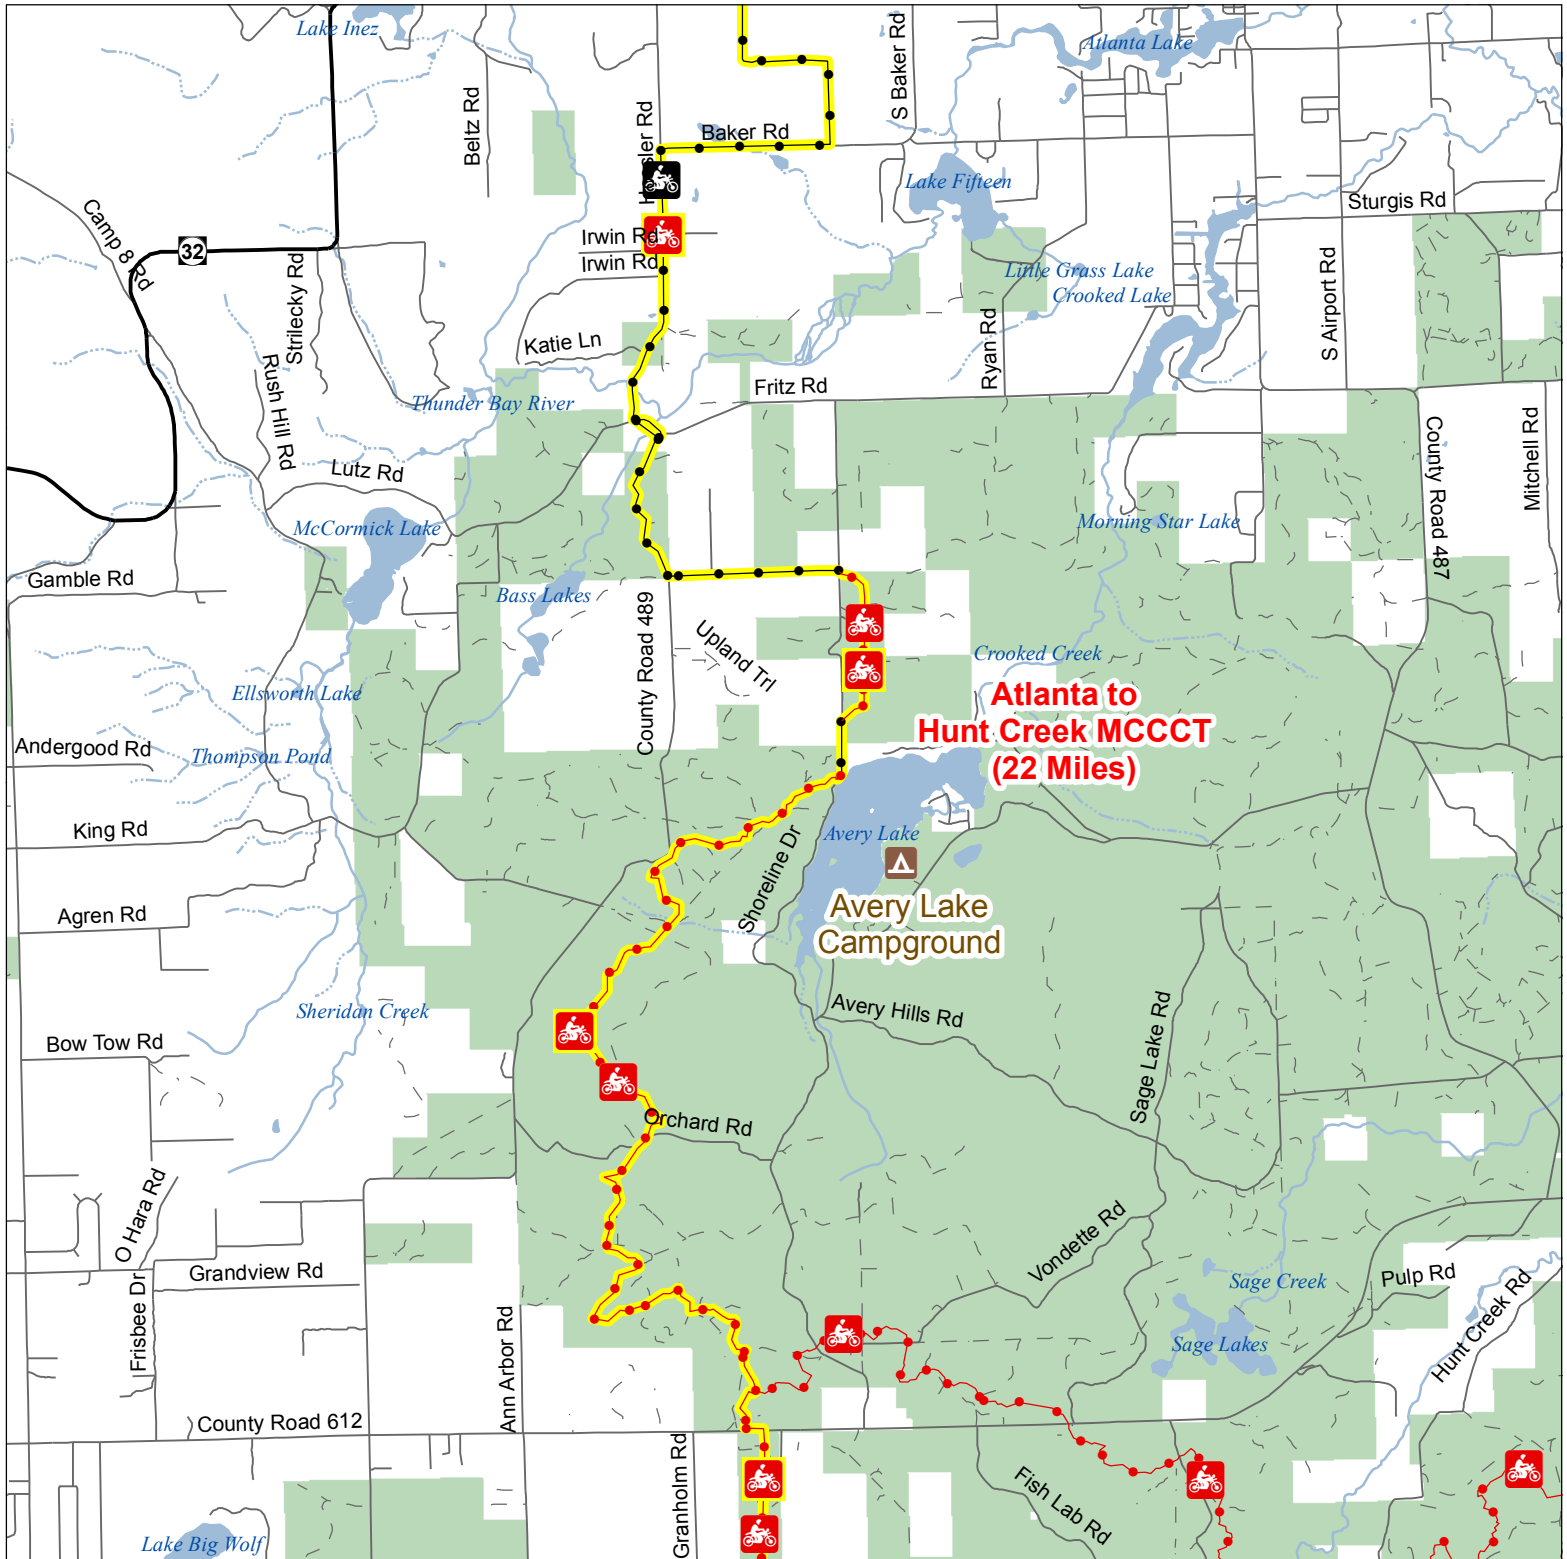 Lake Inez
Atlanta Lake
S Baker Rd
Beltz Rd
Baker Rd
Lake Fifteen
Sturgis Rd
Camp 8 Rd
32
Irwin Rd
Irwin Rd
Strilecky Rd
Little Grass Lake
Crooked Lake
S Airport Rd
Katie Ln
Ryan Rd
Rush Hill Rd
Fritz Rd
Thunder Bay River
County Road 487
Mitchell Rd
Lutz Rd
McCormick Lake
Morning Star Lake
Gamble Rd
Bass Lakes
County Road 489
Upland Trl
Crooked Creek
Ellsworth Lake
Atlanta to
Hunt Creek MCCCT
(22 Miles)
Andergood Rd
Thompson Pond
King Rd
Avery Lake
Shoreline Dr
Agren Rd
Avery Lake
Campground
Sheridan Creek
Avery Hills Rd
Bow Tow Rd
Sage Lake Rd
Orchard Rd
O Hara Rd
Vondette Rd
Grandview Rd
Sage Creek
Pulp Rd
Frisbee Dr
Ann Arbor Rd
Sage Lakes
Hunt Creek Rd
County Road 612
Granholm Rd
Fish Lab Rd
Lake Big Wolf